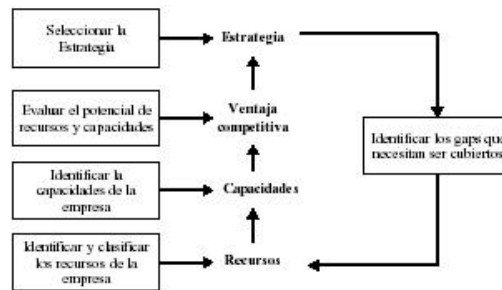 Seleccionar la
Estrategia
Estrategia
Evaluar el potencial de
recursos y capacidades
Ventaja
competitiva
Identificar los gaps que
necesitan ser cubiertos
Identificar la
capacidades de la
empresa
Capacidades
Identificar y clasificar
los recursos de la
empresa
Recursos